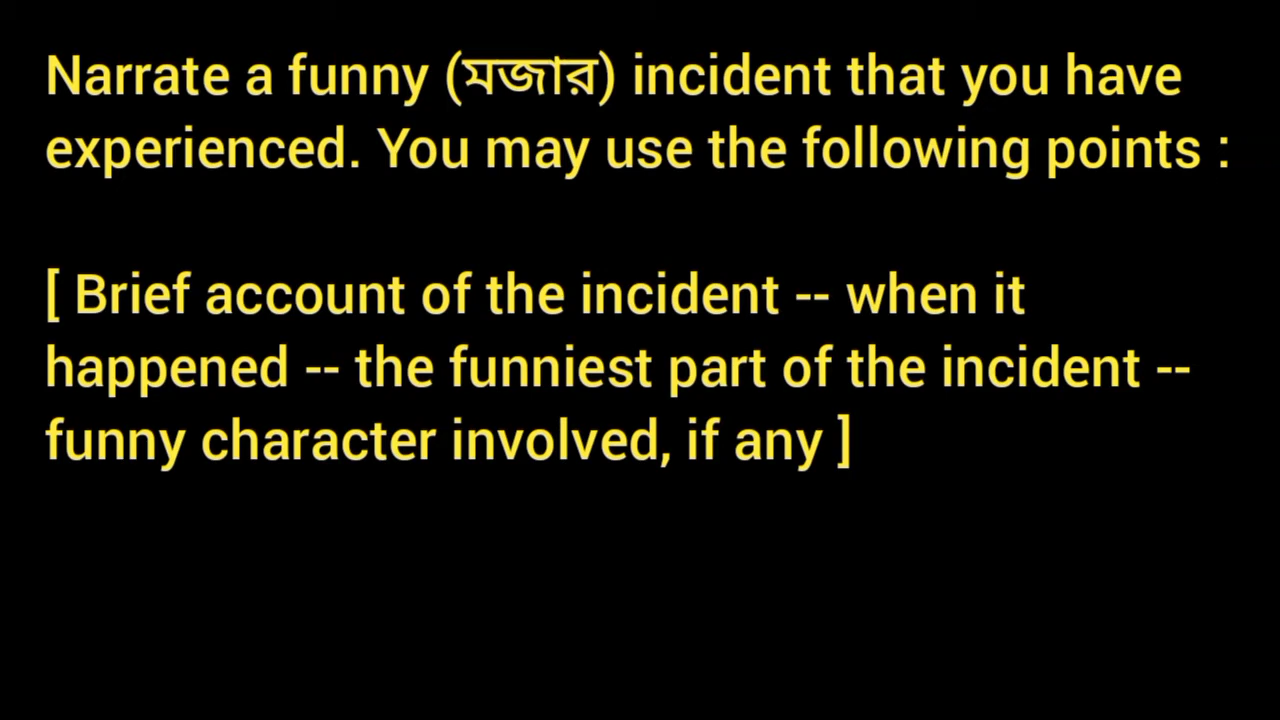 Narrate a funny (মজার) incident that you have
experienced. You may use the following points :
[ Brief account of the incident -- when it
happened -- the funniest part of the incident --
funny character involved, if any ]